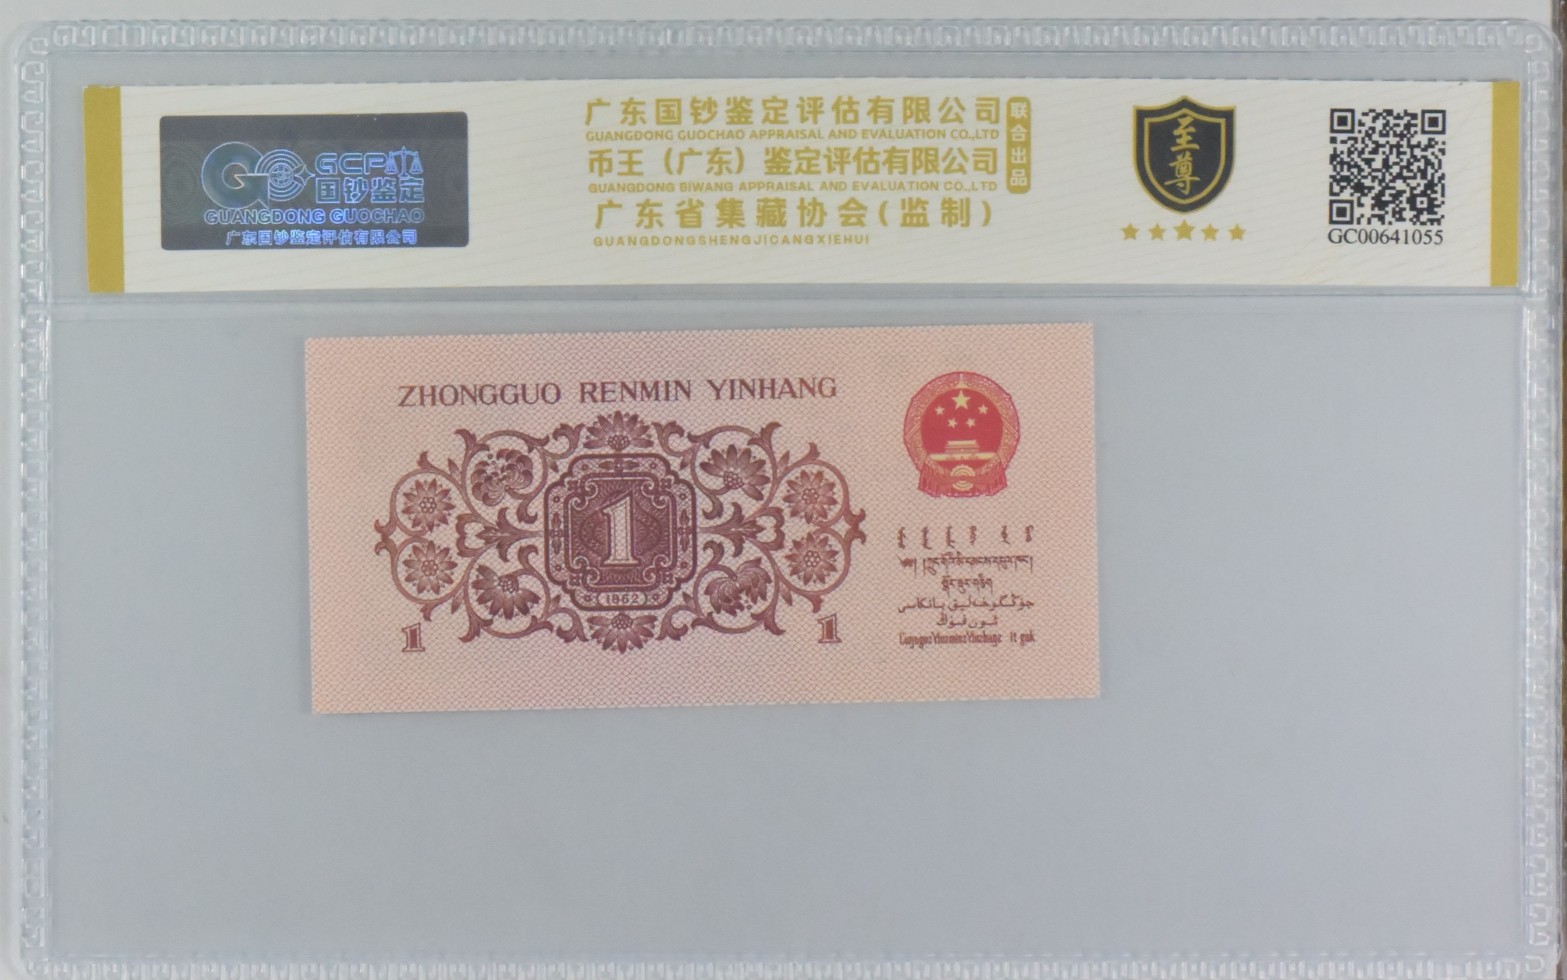 GCP
国钞鉴定
GUANGDONG GUOCHAO
广东国钞鉴定评估有限公司
广东国钞鉴定评估有限公司
GUANGDONG GUOCHAO APPRAISAL AND EVALUATION CO.,LTD
币王（广东）鉴定评估有限公司
GUANGDONG BIWANG APPRAISAL AND EVALUATION CO.,LTD
广东省集藏协会(监制)
GUANGDONGSHENGJICANGXIEHUI
联合出品
至尊
GC00641055
ZHONGGUO RENMIN YINHANG
1
(1962)
1
1